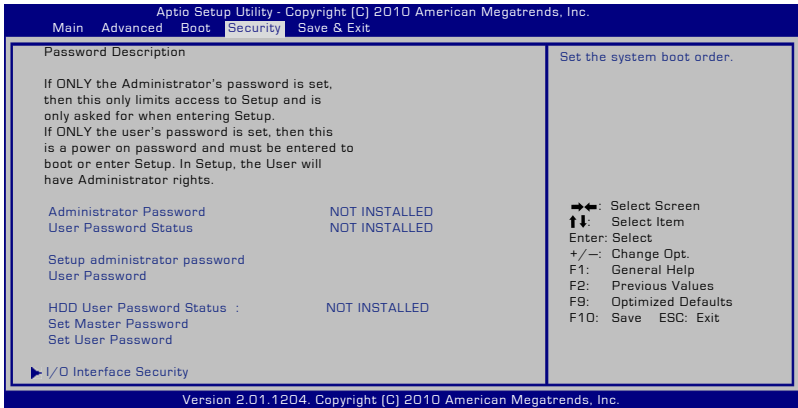 Aptio Setup Utility - Copyright (C) 2010 American Megatrends, Inc.
Main Advanced Boot Security Save & Exit
Password Description
If ONLY the Administrator's password is set,
then this only limits access to Setup and is
only asked for when entering Setup.
If ONLY the user's password is set, then this
is a power on password and must be entered to
boot or enter Setup. In Setup, the User will
have Administrator rights.
Administrator Password NOT INSTALLED
User Password Status NOT INSTALLED
Setup administrator password
User Password
HDD User Password Status : NOT INSTALLED
Set Master Password
Set User Password
I/O Interface Security
Set the system boot order.
→←: Select Screen
↑↓: Select Item
Enter: Select
+/—: Change Opt.
F1: General Help
F2: Previous Values
F9: Optimized Defaults
F10: Save ESC: Exit
Version 2.01.1204. Copyright (C) 2010 American Megatrends, Inc.